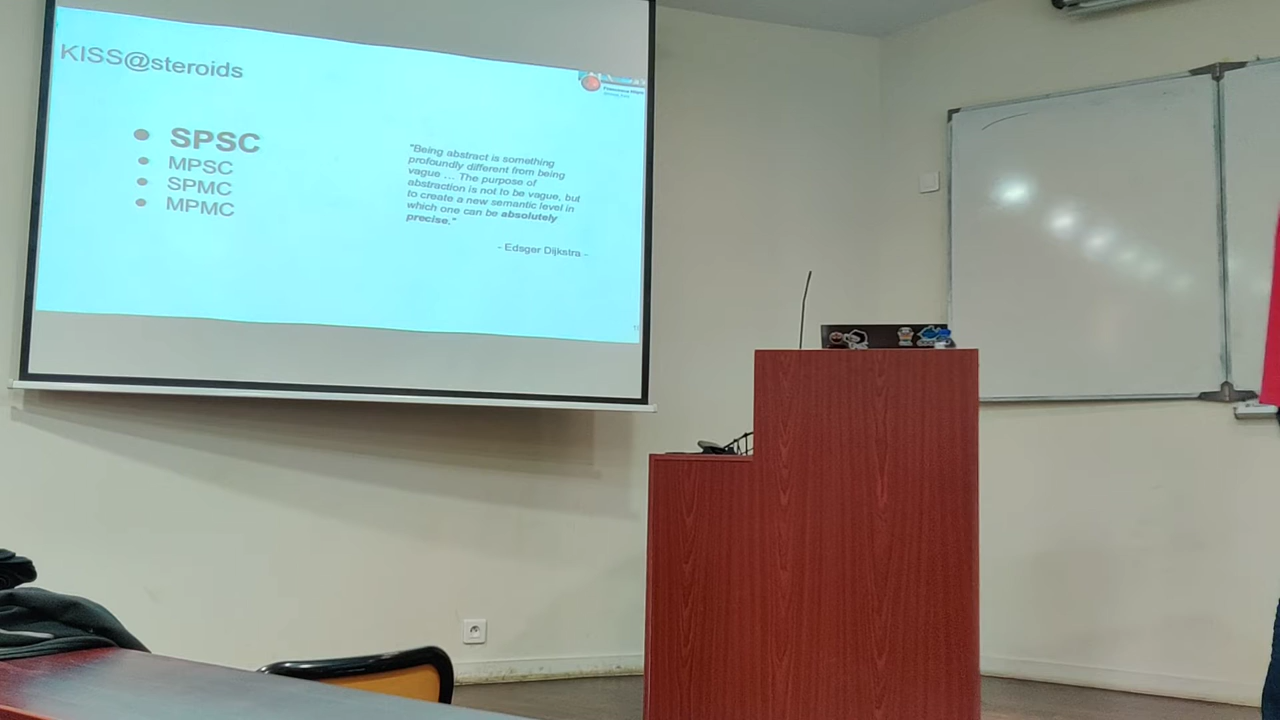 KISS@steroids
SPSC
MPSC
SPMC
MPMC
"Being abstract is something
profoundly different from being
vague ... The purpose of
abstraction is not to be vague, but
to create a new semantic level in
which one can be absolutely
precise."
- Edsger Dijkstra -